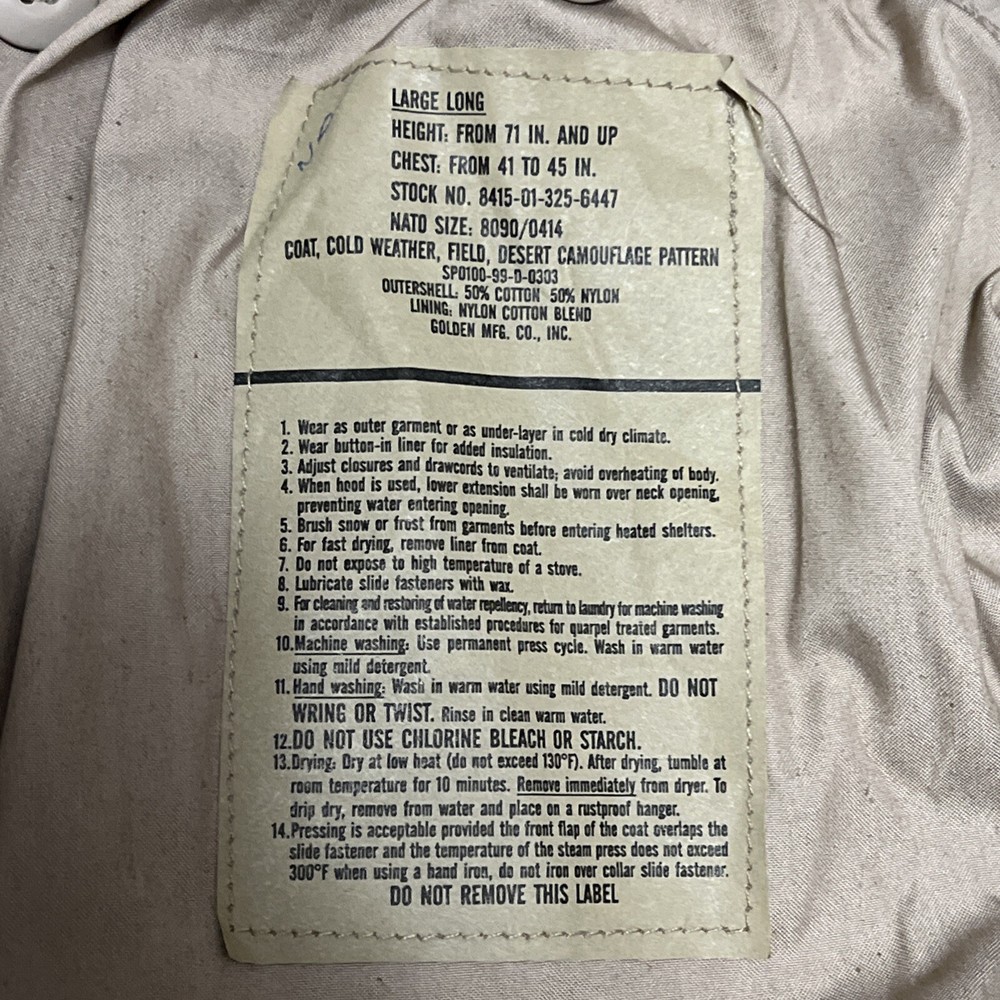 LARGE LONG
HEIGHT: FROM 71 IN. AND UP
CHEST: FROM 41 TO 45 IN.
STOCK NO. 8415-01-325-6447
NATO SIZE: 8090/0414
COAT, COLD WEATHER, FIELD, DESERT CAMOUFLAGE PATTERN
SPO100-99-D-0303
OUTERSHELL: 50% COTTON 50% NYLON
LINING: NYLON COTTON BLEND
GOLDEN MFG. CO., INC.
1. Wear as outer garment or as under-layer in cold dry climate.
2. Wear button-in liner for added insulation.
3. Adjust closures and drawcords to ventilate; avoid overheating of body.
4. When hood is used, lower extension shall be worn over neck opening,
preventing water entering opening.
5. Brush snow or frost from garments before entering heated shelters.
6. For fast drying, remove liner from coat.
7. Do not expose to high temperature of a stove.
8. Lubricate slide fasteners with wax.
9. For cleaning and restoring of water repellency, return to laundry for machine washing
in accordance with established procedures for quarpel treated garments.
10.Machine washing: Use permanent press cycle. Wash in warm water
using mild detergent.
11. Hand washing: Wash in warm water using mild detergent. DO NOT
WRING OR TWIST. Rinse in clean warm water.
12.DO NOT USE CHLORINE BLEACH OR STARCH.
13.Drying: Dry at low heat (do not exceed 130°F). After drying, tumble at
room temperature for 10 minutes. Remove immediately from dryer. To
drip dry, remove from water and place on a rustproof hanger.
14.Pressing is acceptable provided the front flap of the coat overlaps the
slide fastener and the temperature of the steam press does not exceed
300°F when using a hand iron, do not iron over collar slide fastener.
DO NOT REMOVE THIS LABEL